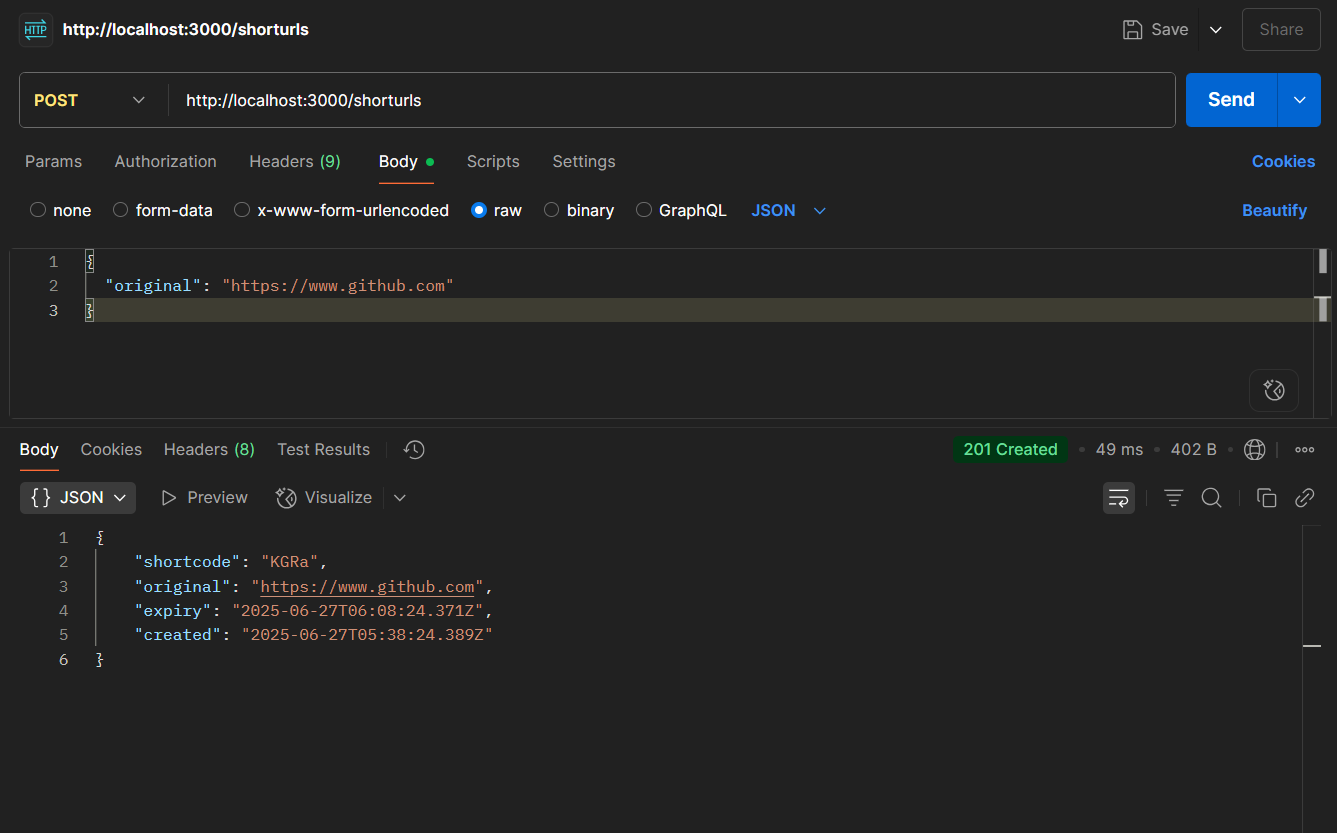 HTTP http://localhost:3000/shorturls Save Share
POST http://localhost:3000/shorturls Send
Params Authorization Headers (9) Body Scripts Settings Cookies
none form-data x-www-form-urlencoded raw binary GraphQL JSON Beautify
1 {
2 "original": "https://www.github.com"
3 }
Body Cookies Headers (8) Test Results 201 Created • 49 ms • 402 B •
{} JSON Preview Visualize
1 {
2 "shortcode": "KGRa",
3 "original": "https://www.github.com",
4 "expiry": "2025-06-27T06:08:24.371Z",
5 "created": "2025-06-27T05:38:24.389Z"
6 }